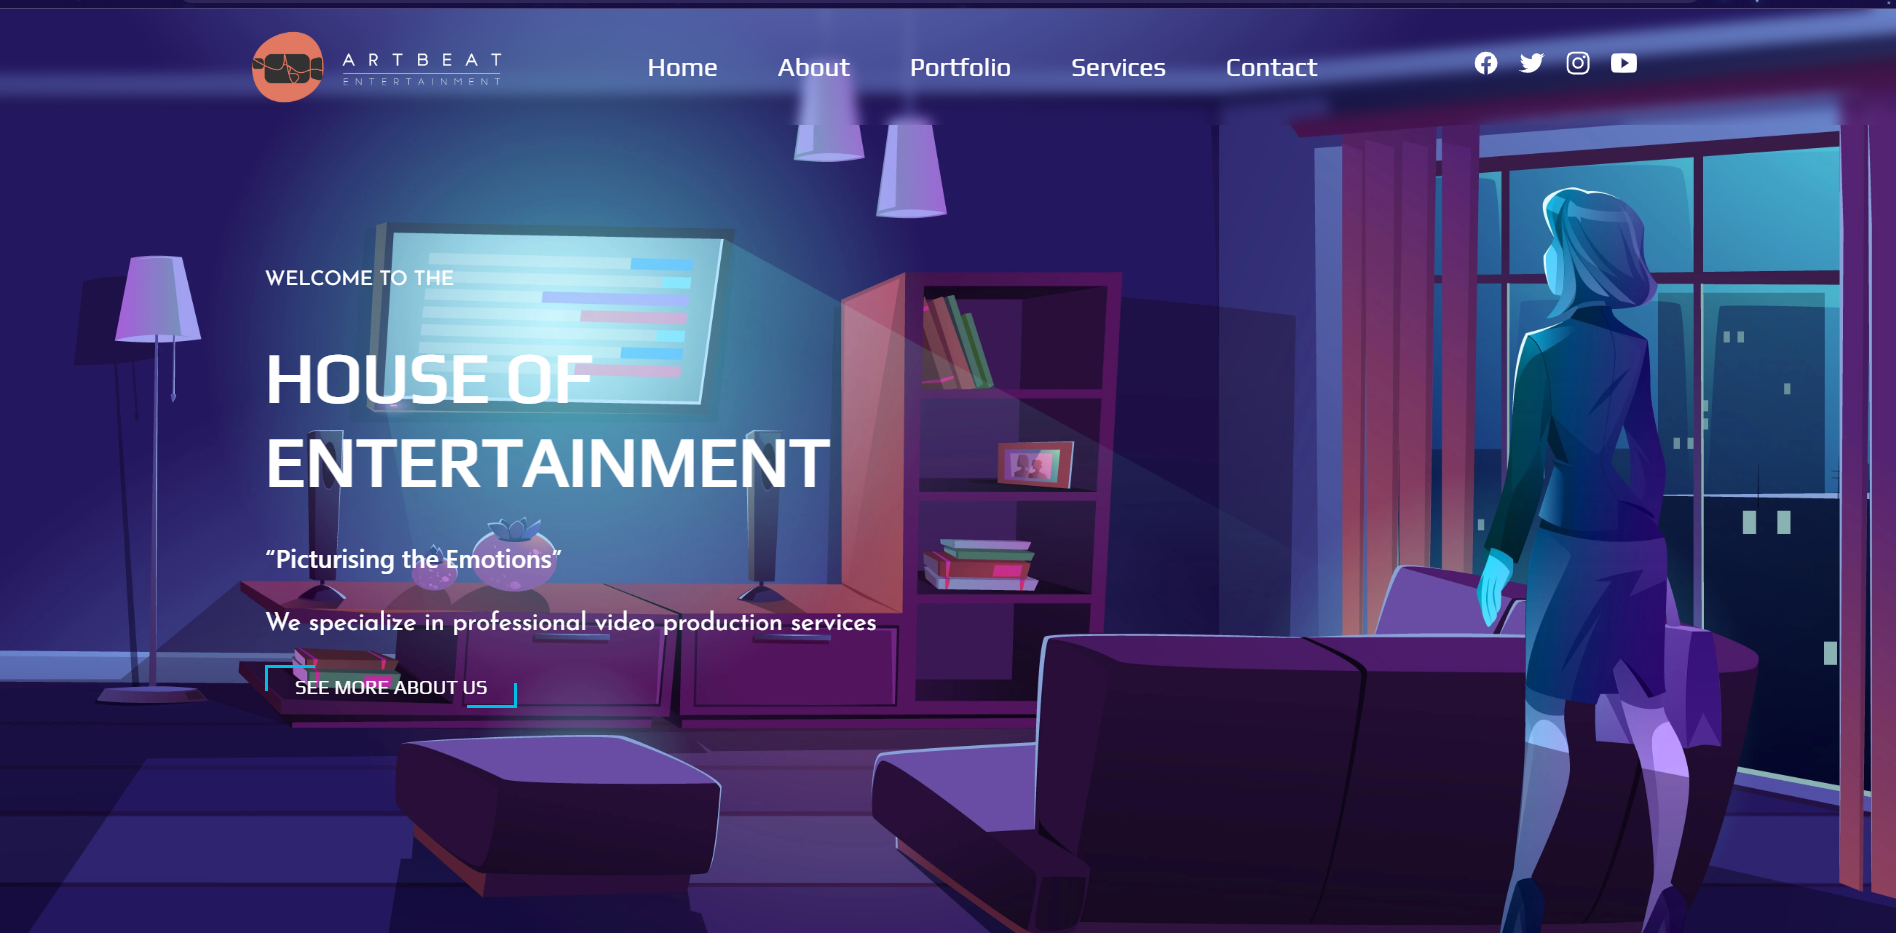 ARTBEAT
ENTERTAINMENT
Home About Portfolio Services Contact
WELCOME TO THE
HOUSE OF
ENTERTAINMENT
“Picturising the Emotions”
We specialize in professional video production services
SEE MORE ABOUT US